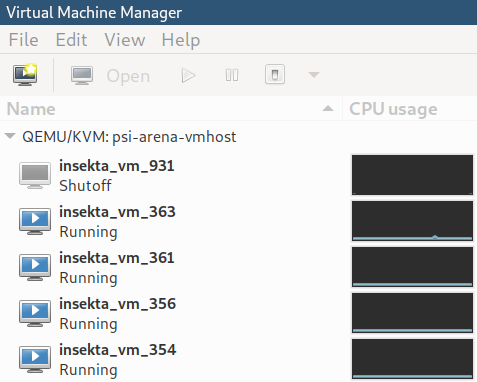 Virtual Machine Manager
File Edit View Help
Open
Name CPU usage
QEMU/KVM: psi-arena-vmhost
insekta_vm_931
Shutoff
insekta_vm_363
Running
insekta_vm_361
Running
insekta_vm_356
Running
insekta_vm_354
Running